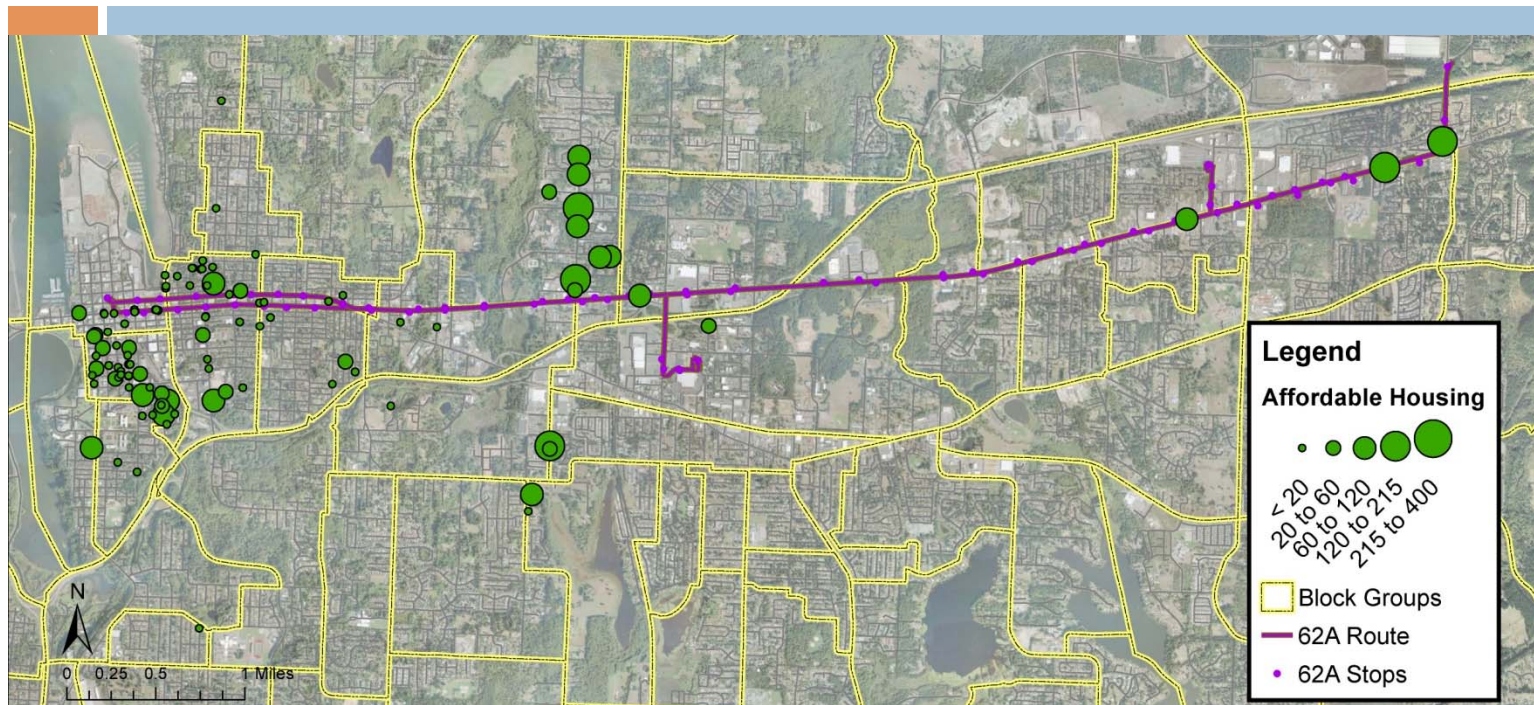 Legend
Affordable Housing
< 20
20 to 60
60 to 120
120 to 215
215 to 400
Block Groups
62A Route
62A Stops
N
0 0.25 0.5 1 Miles